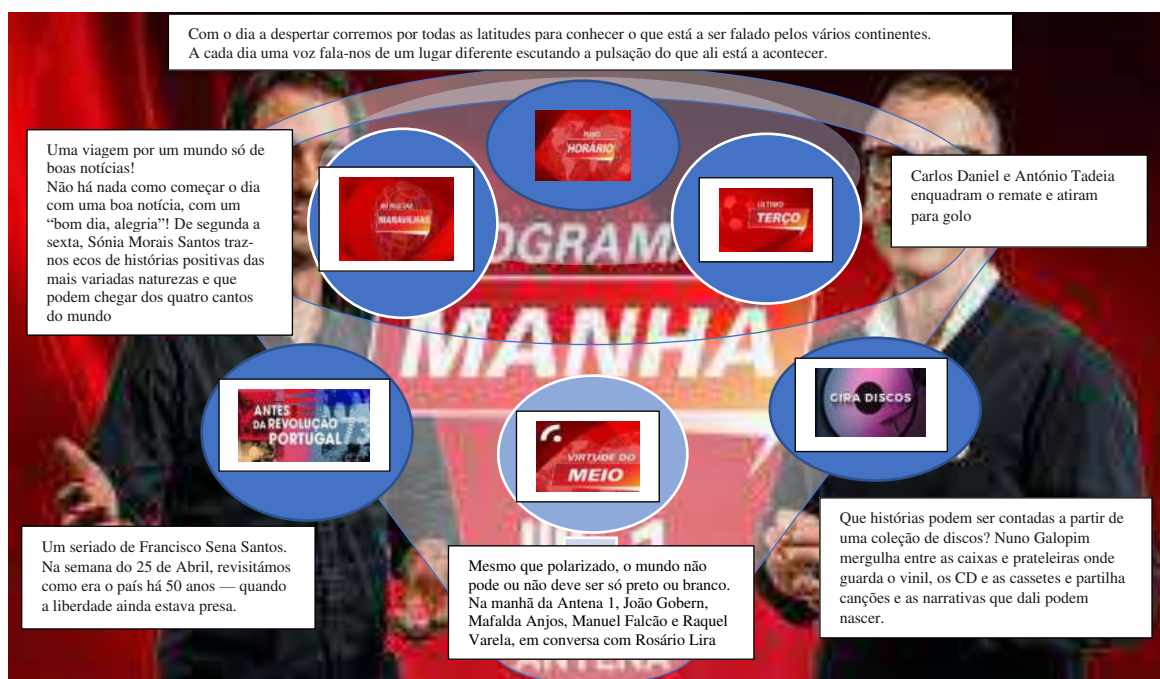 Com o dia a despertar corremos por todas as latitudes para conhecer o que está a ser falado pelos vários continentes.
A cada dia uma voz fala-nos de um lugar diferente escutando a pulsação do que ali está a acontecer.
FUSO
HORÁRIO
Uma viagem por um mundo só de
boas notícias!
Não há nada como começar o dia
com uma boa notícia, com um
“bom dia, alegria”! De segunda a
sexta, Sónia Morais Santos traz-
nos ecos de histórias positivas das
mais variadas naturezas e que
podem chegar dos quatro cantos
do mundo
MARAVILHAS
ÚLTIMO
TERÇO
Carlos Daniel e António Tadeia
enquadram o remate e atiram
para golo
MANHA
ANTES
DA REVOLUÇÃO
PORTUGAL 73
VIRTUDE DO
MEIO
GIRA DISCOS
Um seriado de Francisco Sena Santos.
Na semana do 25 de Abril, revisitámos
como era o país há 50 anos — quando
a liberdade ainda estava presa.
Mesmo que polarizado, o mundo não
pode ou não deve ser só preto ou branco.
Na manhã da Antena 1, João Gobern,
Mafalda Anjos, Manuel Falcão e Raquel
Varela, em conversa com Rosário Lira
Que histórias podem ser contadas a partir de
uma coleção de discos? Nuno Galopim
mergulha entre as caixas e prateleiras onde
guarda o vinil, os CD e as cassetes e partilha
canções e as narrativas que dali podem
nascer.